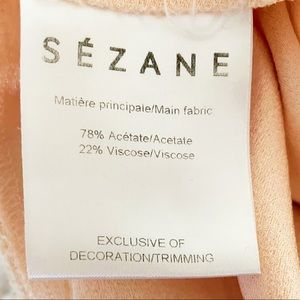 SÉZANE
Matière principale/Main fabric
78% Acétate/Acetate
22% Viscose/Viscose
EXCLUSIVE OF
DECORATION/TRIMMING